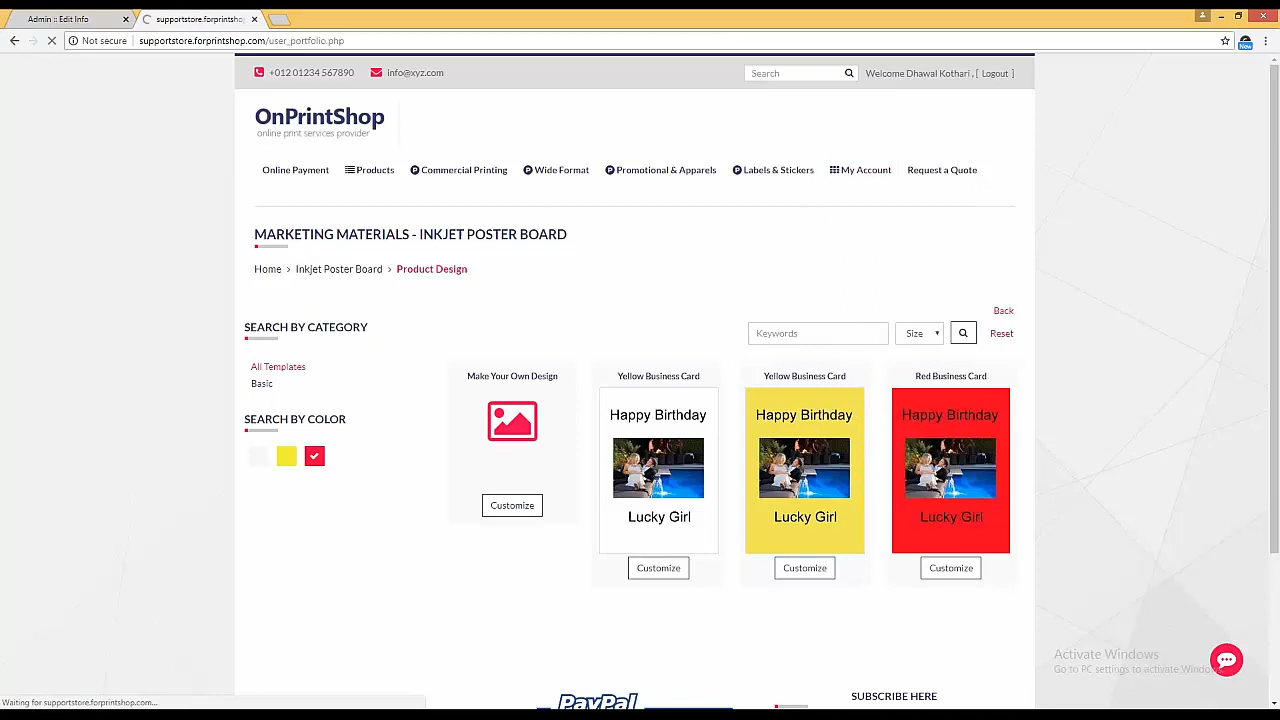 Admin :: Edit Info
supportstore.forprintsho
Not secure
supportstore.forprintshop.com/user_portfolio.php
New
+012 01234 567890
info@xyz.com
Search
Welcome Dhawal Kothari , [ Logout ]
OnPrintShop
online print services provider
Online Payment
Products
Commercial Printing
Wide Format
Promotional & Apparels
Labels & Stickers
My Account
Request a Quote
MARKETING MATERIALS - INKJET POSTER BOARD
Home > Inkjet Poster Board > Product Design
Back
SEARCH BY CATEGORY
Keywords
Size
Reset
All Templates
Basic
SEARCH BY COLOR
Make Your Own Design
Customize
Yellow Business Card
Happy Birthday
Lucky Girl
Customize
Yellow Business Card
Happy Birthday
Lucky Girl
Customize
Red Business Card
Happy Birthday
Lucky Girl
Customize
Activate Windows
Go to PC settings to activate Windows.
PayPal
SUBSCRIBE HERE
Waiting for supportstore.forprintshop.com...